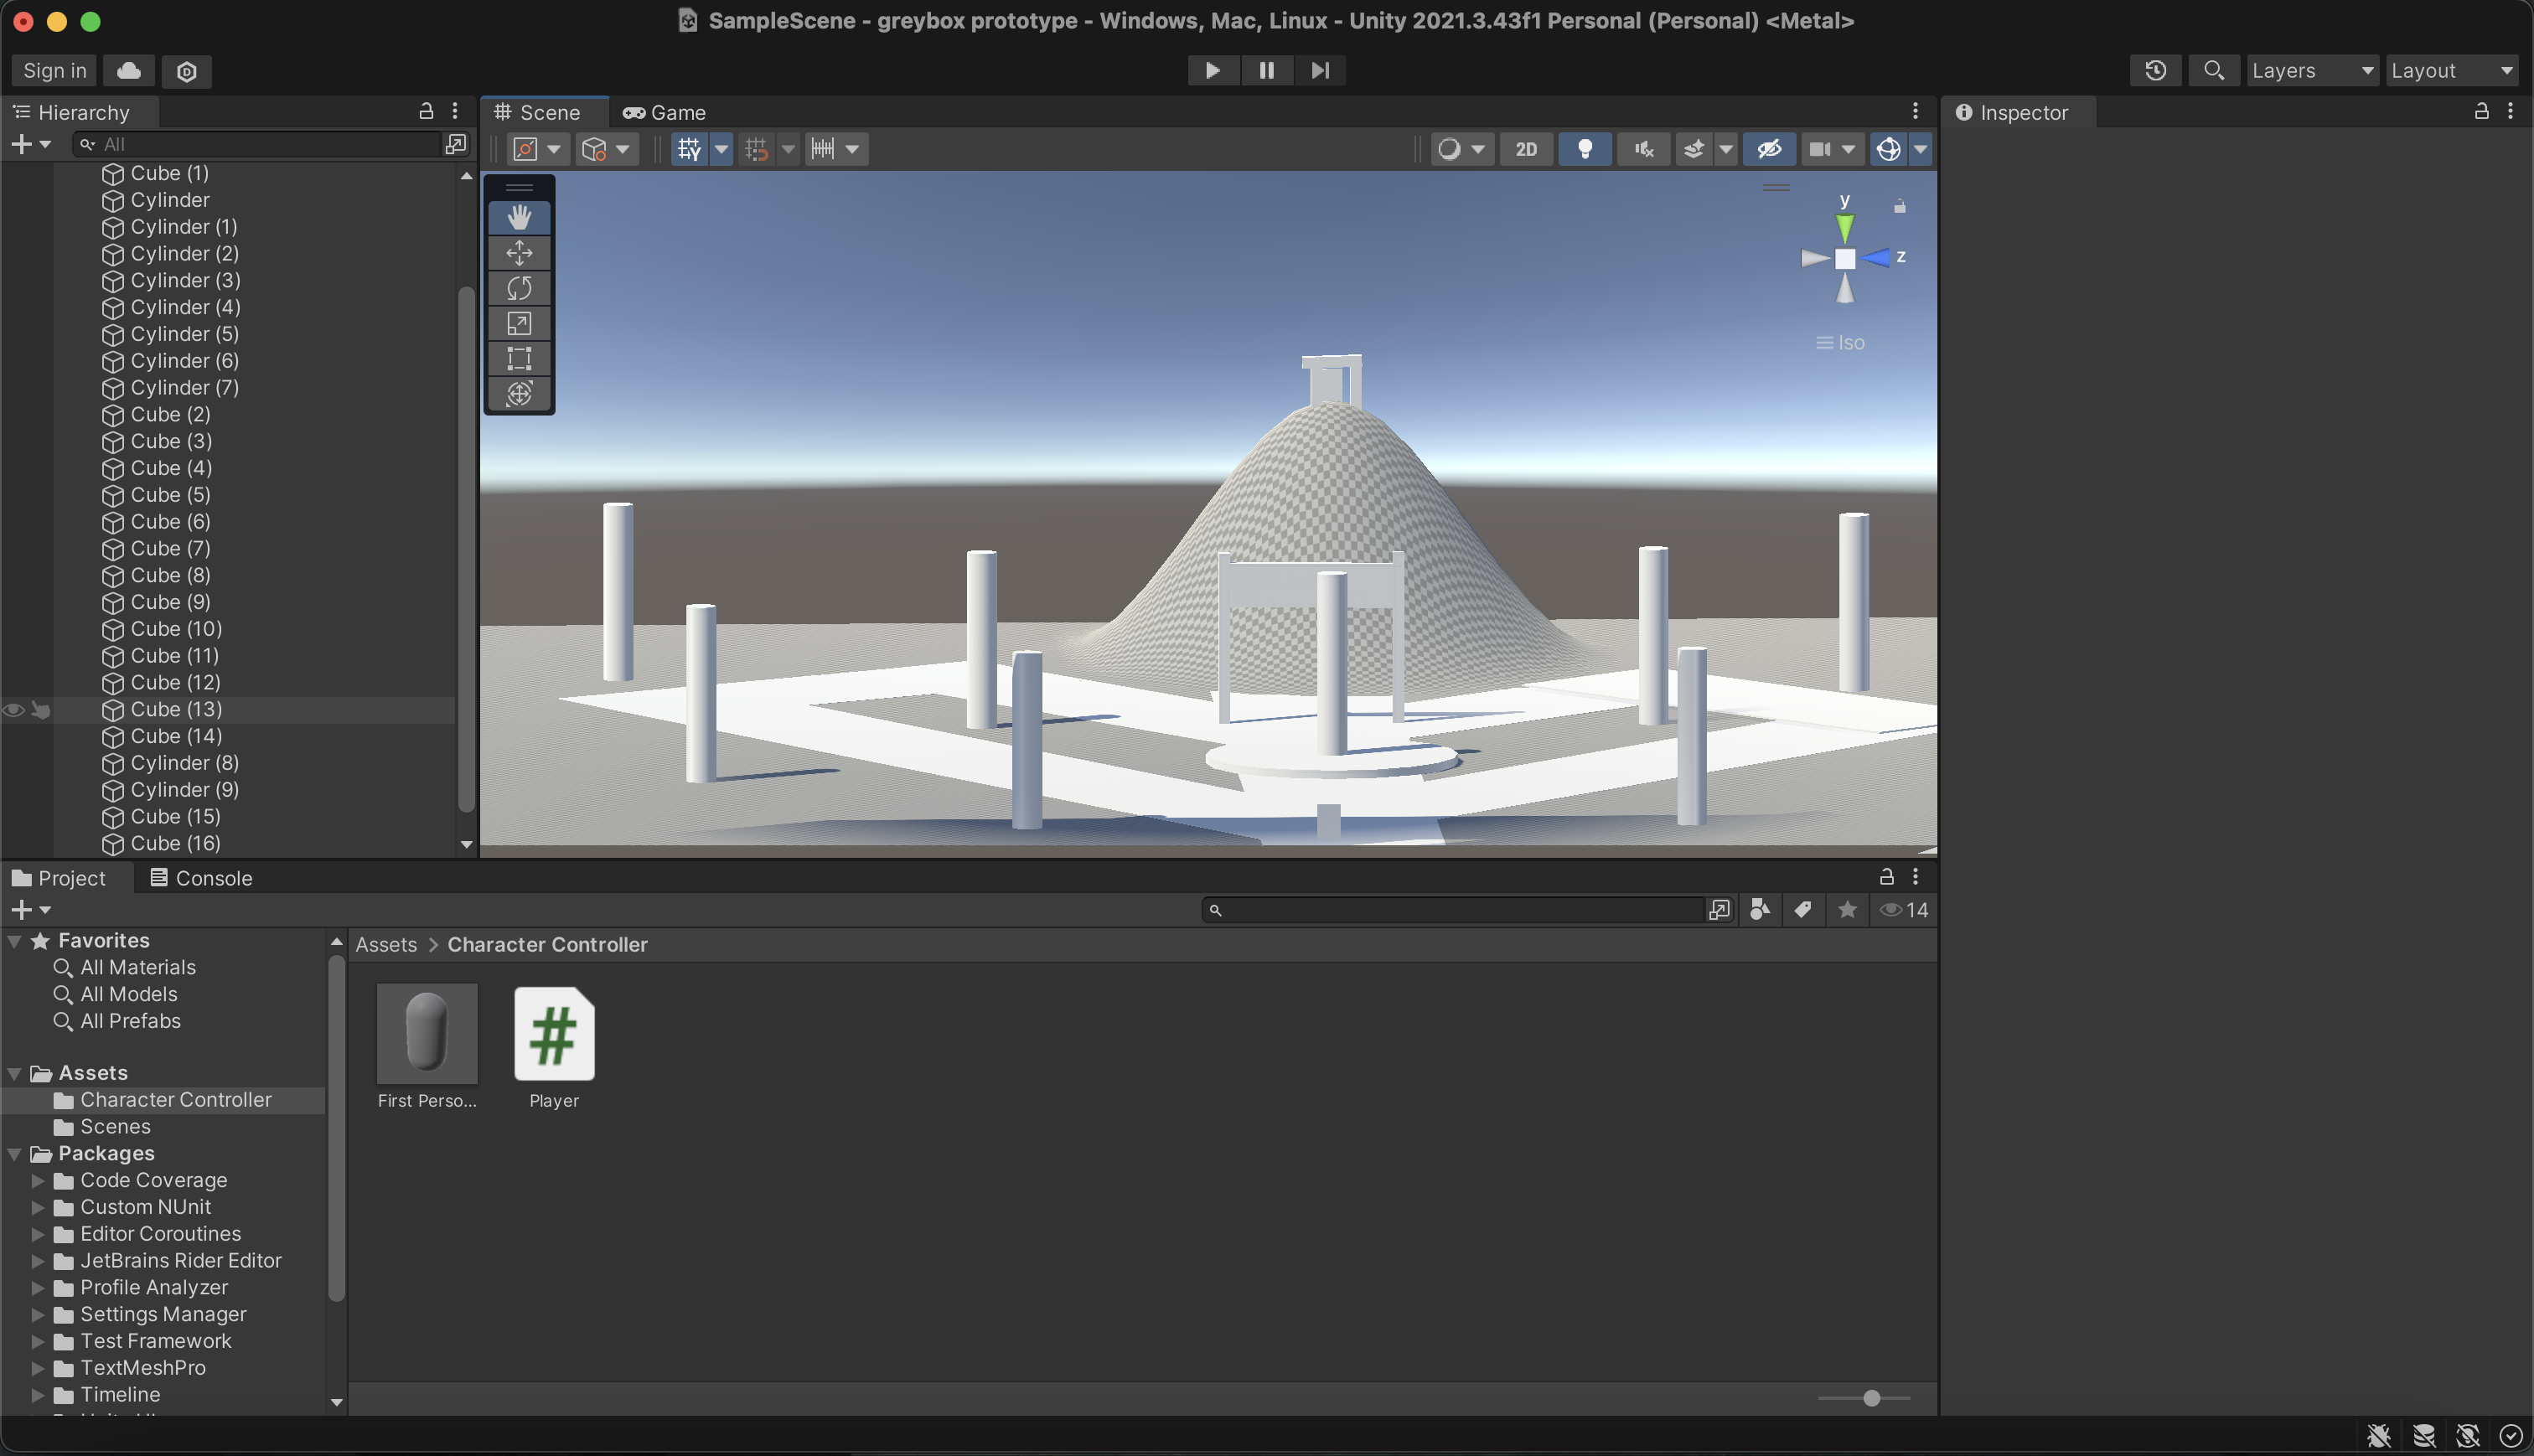 SampleScene - greybox prototype - Windows, Mac, Linux - Unity 2021.3.43f1 Personal (Personal) <Metal>
Sign in
Layers
Layout
Hierarchy
All
Cube (1)
Cylinder
Cylinder (1)
Cylinder (2)
Cylinder (3)
Cylinder (4)
Cylinder (5)
Cylinder (6)
Cylinder (7)
Cube (2)
Cube (3)
Cube (4)
Cube (5)
Cube (6)
Cube (7)
Cube (8)
Cube (9)
Cube (10)
Cube (11)
Cube (12)
Cube (13)
Cube (14)
Cylinder (8)
Cylinder (9)
Cube (15)
Cube (16)
Scene
Game
2D
y
z
Iso
Inspector
Project
Console
14
Favorites
All Materials
All Models
All Prefabs
Assets
Character Controller
Scenes
Packages
Code Coverage
Custom NUnit
Editor Coroutines
JetBrains Rider Editor
Profile Analyzer
Settings Manager
Test Framework
TextMeshPro
Timeline
Assets > Character Controller
First Perso...
Player